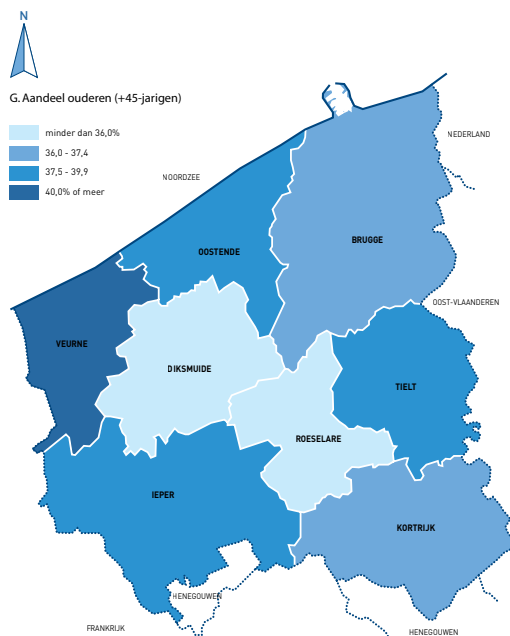 N
G. Aandeel ouderen (+45-jarigen)
minder dan 36,0%
36,0 - 37,4
37,5 - 39,9
40,0% of meer
NEDERLAND
NOORDZEE
BRUGGE
OOSTENDE
OOST-VLAANDEREN
VEURNE
DIKSMUIDE
TIELT
ROESELARE
IEPER
KORTRIJK
HENEGOUWEN
FRANKRIJK
HENEGOUWEN